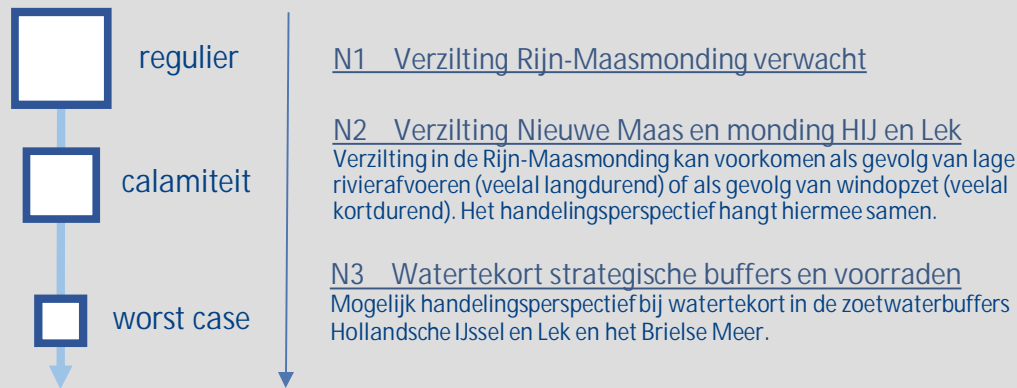 regulier
N1 Verzilting Rijn-Maasmonding verwacht
N2 Verzilting Nieuwe Maas en monding HIJ en Lek
calamiteit
Verzilting in de Rijn-Maasmonding kan voorkomen als gevolg van lage
rivierafvoeren (veelal langdurend) of als gevolg van windopzet (veelal
kortdurend). Het handelingsperspectief hangt hiermee samen.
N3 Watertekort strategische buffers en voorraden
worst case
Mogelijk handelingsperspectief bij watertekort in de zoetwaterbuffers
Hollandsche IJssel en Lek en het Brielse Meer.